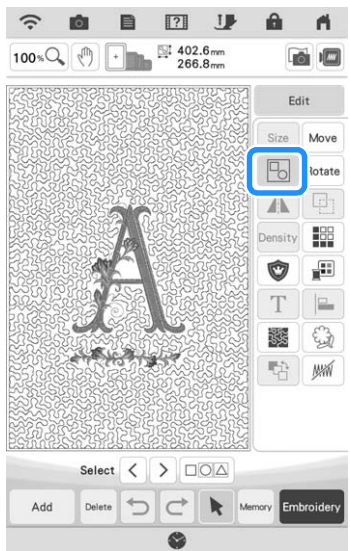 100%
402.6mm
266.8mm
Edit
Size Move
Rotate
Density
T
A
Select
Add Delete Memory Embroidery